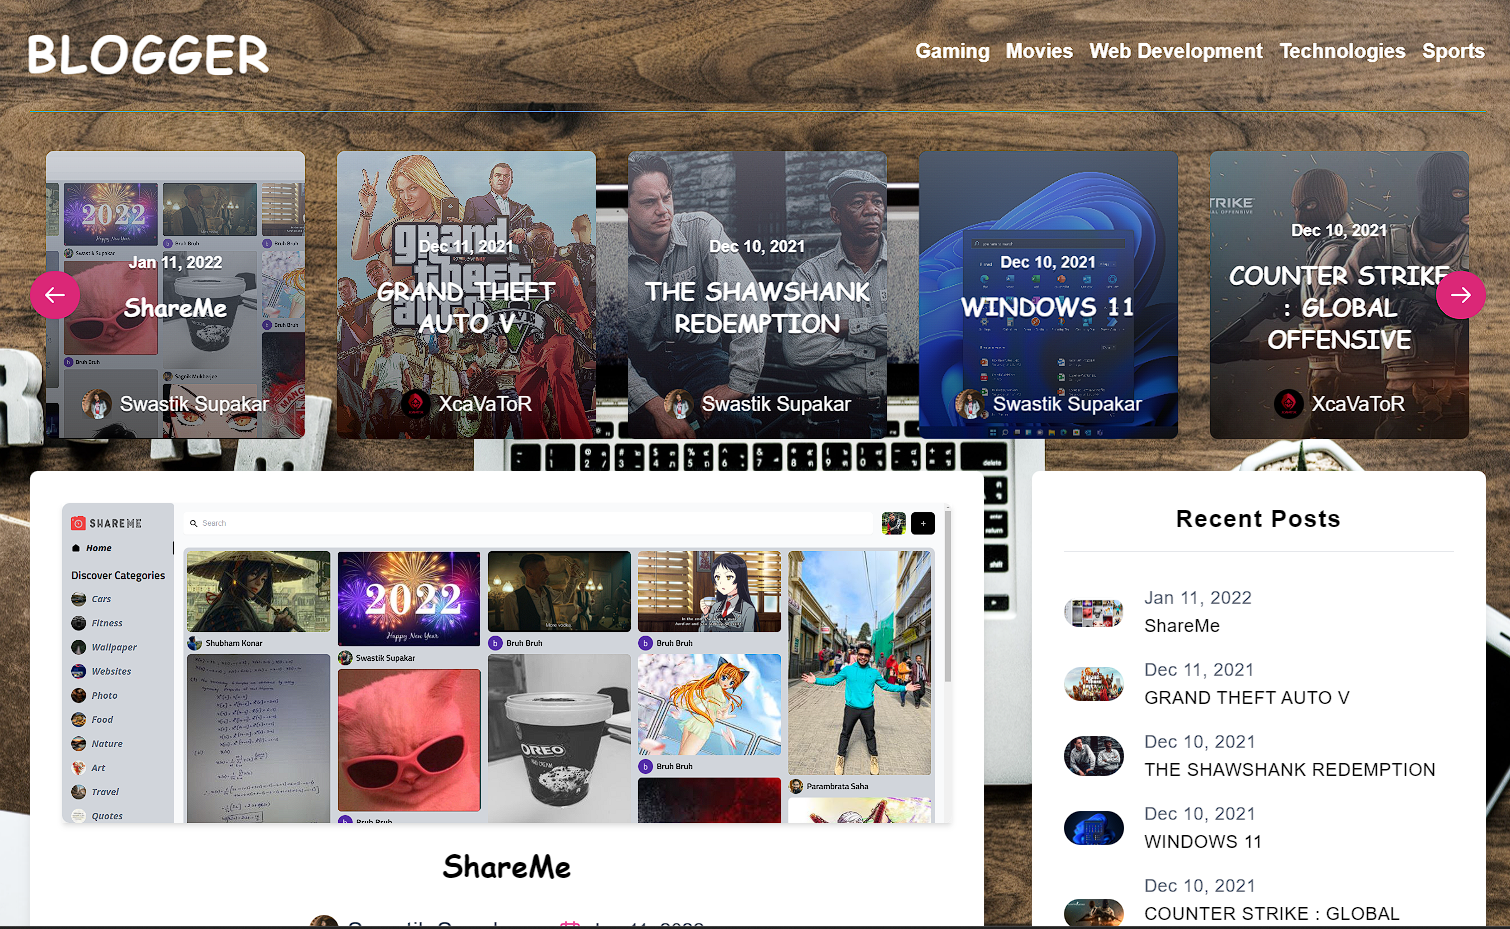 BLOGGER
Gaming Movies Web Development Technologies Sports
Jan 11, 2022
ShareMe
Swastik Supakar
Dec 11, 2021
GRAND THEFT
AUTO V
XcaVaToR
Dec 10, 2021
THE SHAWSHANK
REDEMPTION
Swastik Supakar
Dec 10, 2021
WINDOWS 11
Swastik Supakar
Dec 10, 2021
COUNTER STRIKE
: GLOBAL
OFFENSIVE
XcaVaToR
SHAREME
Search
Home
Discover Categories
Cars
Fitness
Wallpaper
Websites
Photo
Food
Nature
Art
Travel
Quotes
Shubham Konar
2022
Happy New Year
Swastik Supakar
Bruh Bruh
Bruh Bruh
Bruh Bruh
OREO
Bruh Bruh
Parambrata Saha
ShareMe
Recent Posts
Jan 11, 2022
ShareMe
Dec 11, 2021
GRAND THEFT AUTO V
Dec 10, 2021
THE SHAWSHANK REDEMPTION
Dec 10, 2021
WINDOWS 11
Dec 10, 2021
COUNTER STRIKE : GLOBAL